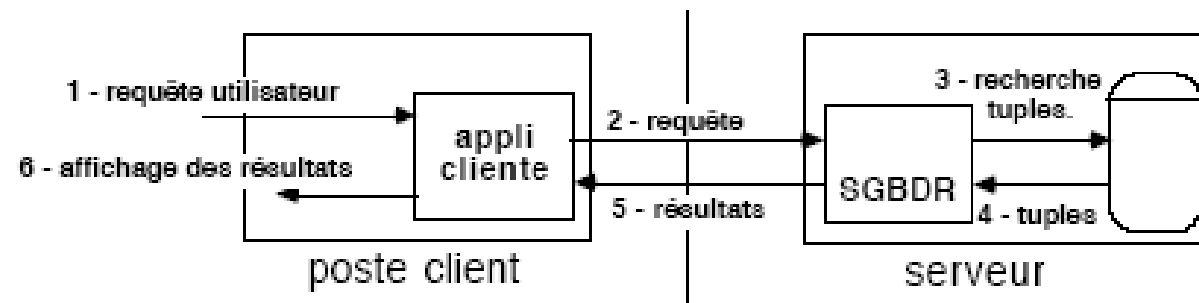 1 - requête utilisateur
6 - affichage des résultats
appli
cliente
poste client
2 - requête
5 - résultats
3 - recherche
tuples.
SGBDR
4 - tuples
serveur